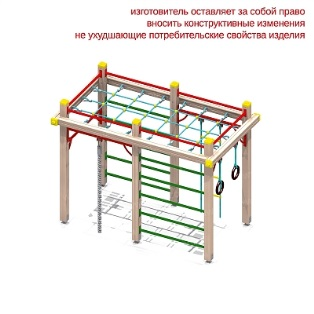 изготовитель оставляет за собой право
вносить конструктивные изменения
не ухудшающие потребительские свойства изделия